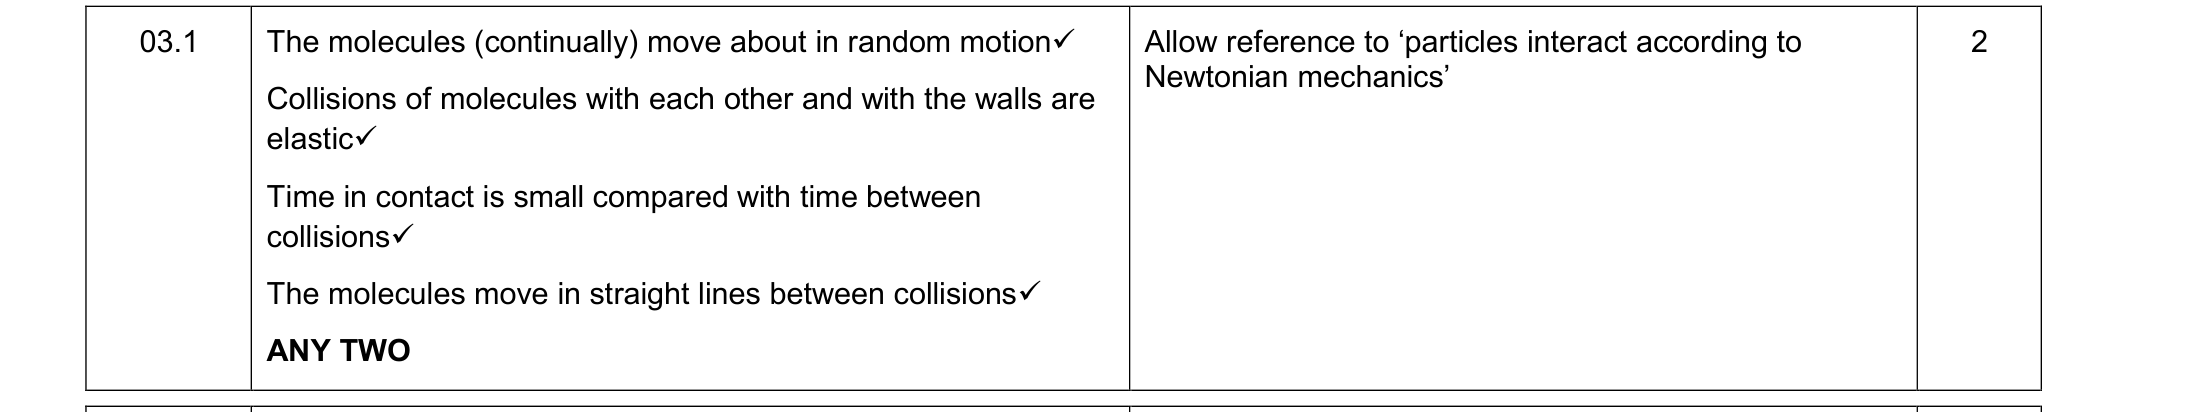 03.1
The molecules (continually) move about in random motion✓
Collisions of molecules with each other and with the walls are
elastic✓
Time in contact is small compared with time between
collisions✓
The molecules move in straight lines between collisions✓
ANY TWO
Allow reference to ‘particles interact according to
Newtonian mechanics’
2